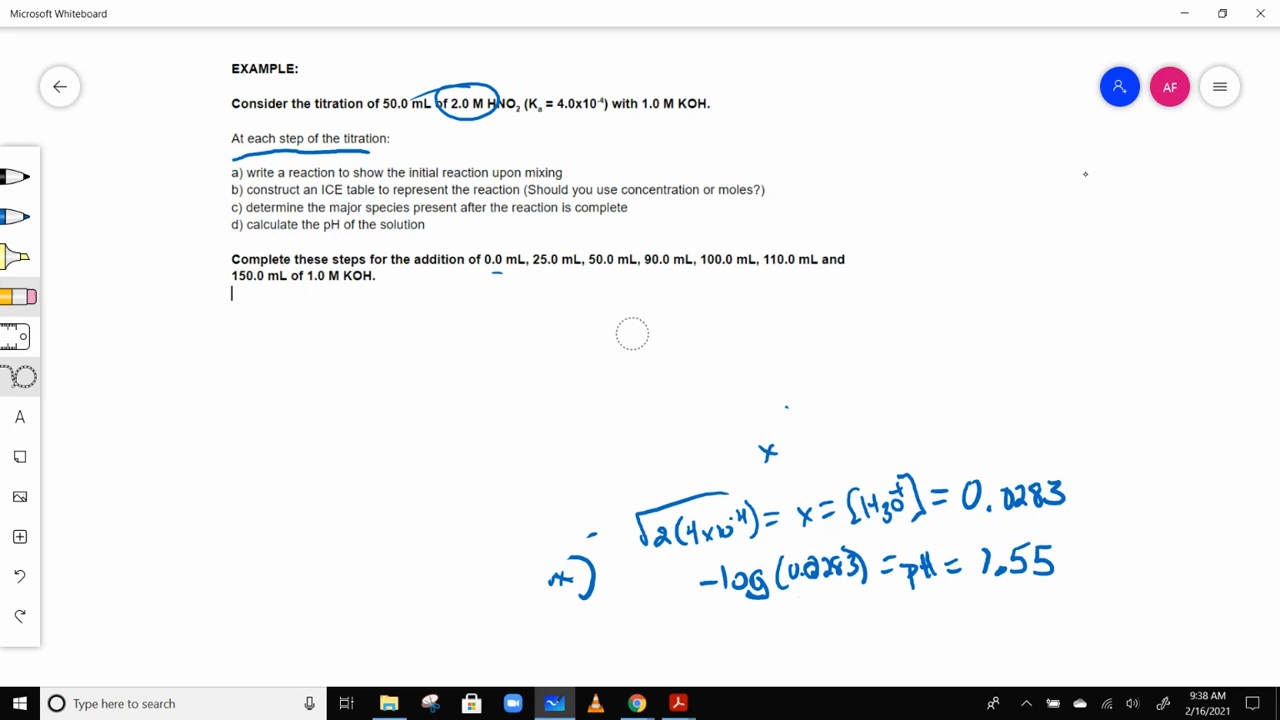 Microsoft Whiteboard
EXAMPLE:
Consider the titration of 50.0 mL of 2.0 M HNO₂ (Kₐ = 4.0x10⁻⁴) with 1.0 M KOH.
AF
At each step of the titration:
a) write a reaction to show the initial reaction upon mixing
b) construct an ICE table to represent the reaction (Should you use concentration or moles?)
c) determine the major species present after the reaction is complete
d) calculate the pH of the solution
Complete these steps for the addition of 0.0 mL, 25.0 mL, 50.0 mL, 90.0 mL, 100.0 mL, 110.0 mL and
150.0 mL of 1.0 M KOH.
A
x
√2(4x10⁻⁴) = x = [H₃O⁺] = 0.0283
-log(0.0283) = pH = 1.55
Type here to search
9:38 AM
2/16/2021